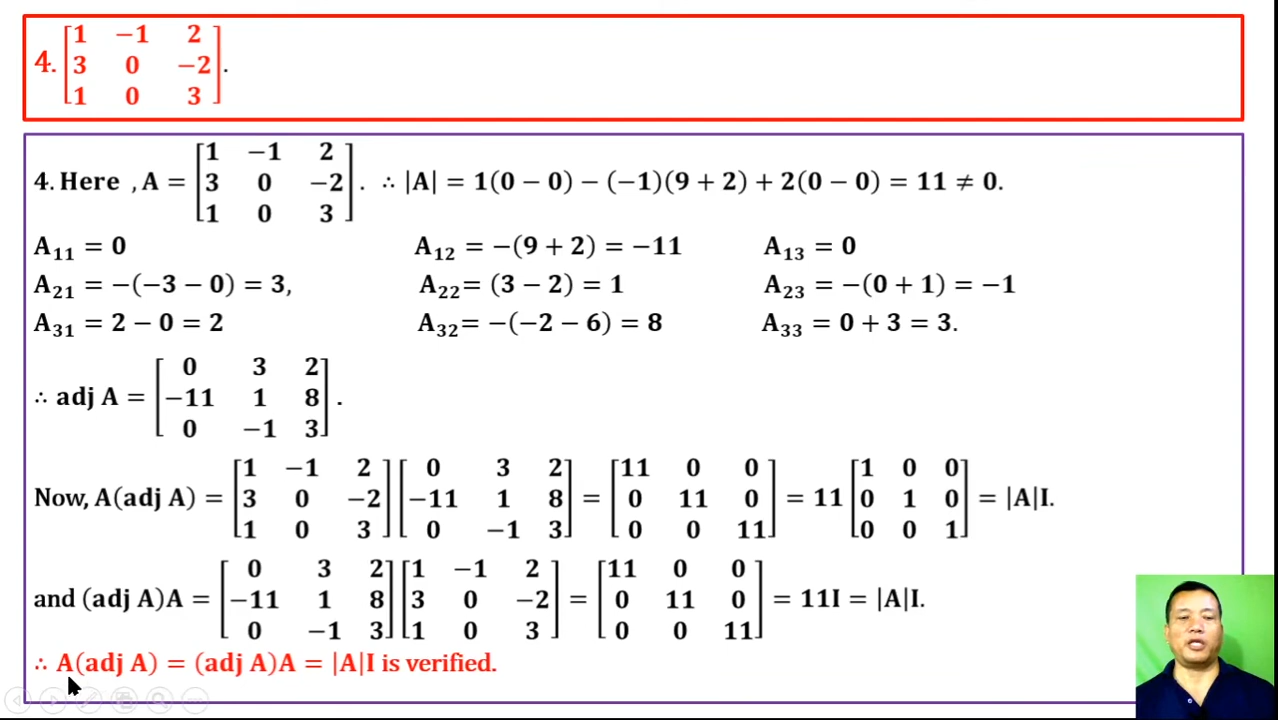 4. [1 −1 2
3 0 −2
1 0 3].
4. Here , A = [1 −1 2
3 0 −2
1 0 3]. ∴ |A| = 1(0 − 0) − (−1)(9 + 2) + 2(0 − 0) = 11 ≠ 0.
A₁₁ = 0 A₁₂ = −(9 + 2) = −11 A₁₃ = 0
A₂₁ = −(−3 − 0) = 3, A₂₂= (3 − 2) = 1 A₂₃ = −(0 + 1) = −1
A₃₁ = 2 − 0 = 2 A₃₂= −(−2 − 6) = 8 A₃₃ = 0 + 3 = 3.
∴ adj A = [0 3 2
−11 1 8
0 −1 3].
Now, A(adj A) = [1 −1 2
3 0 −2
1 0 3] [0 3 2
−11 1 8
0 −1 3] = [11 0 0
0 11 0
0 0 11] = 11 [1 0 0
0 1 0
0 0 1] = |A|I.
and (adj A)A = [0 3 2
−11 1 8
0 −1 3] [1 −1 2
3 0 −2
1 0 3] = [11 0 0
0 11 0
0 0 11] = 11I = |A|I.
∴ A(adj A) = (adj A)A = |A|I is verified.